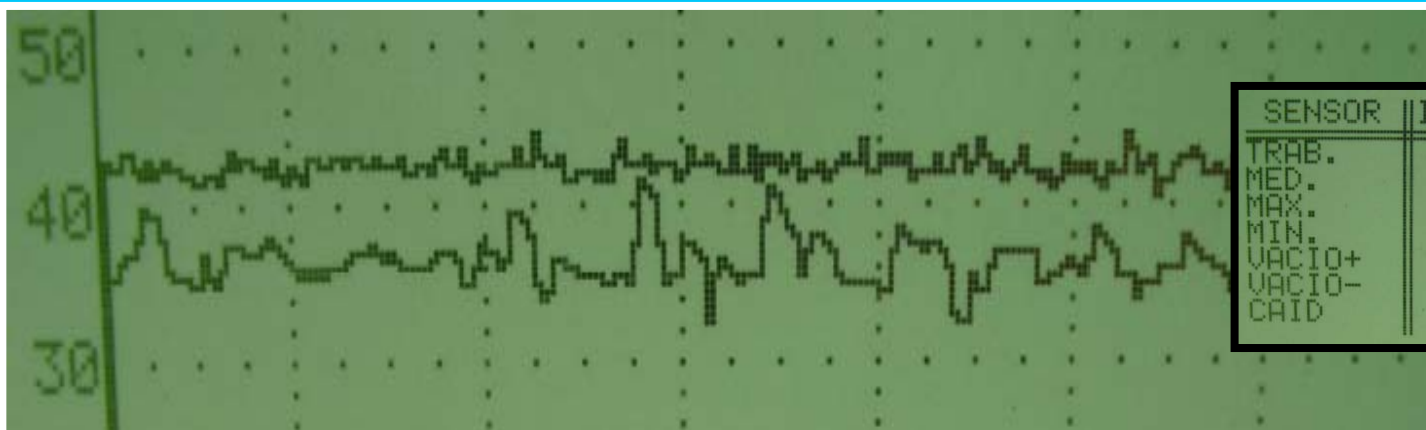 50
40
30
SENSOR
TRAB.
MED.
MAX.
MIN.
VACIO+
VACIO-
CAID